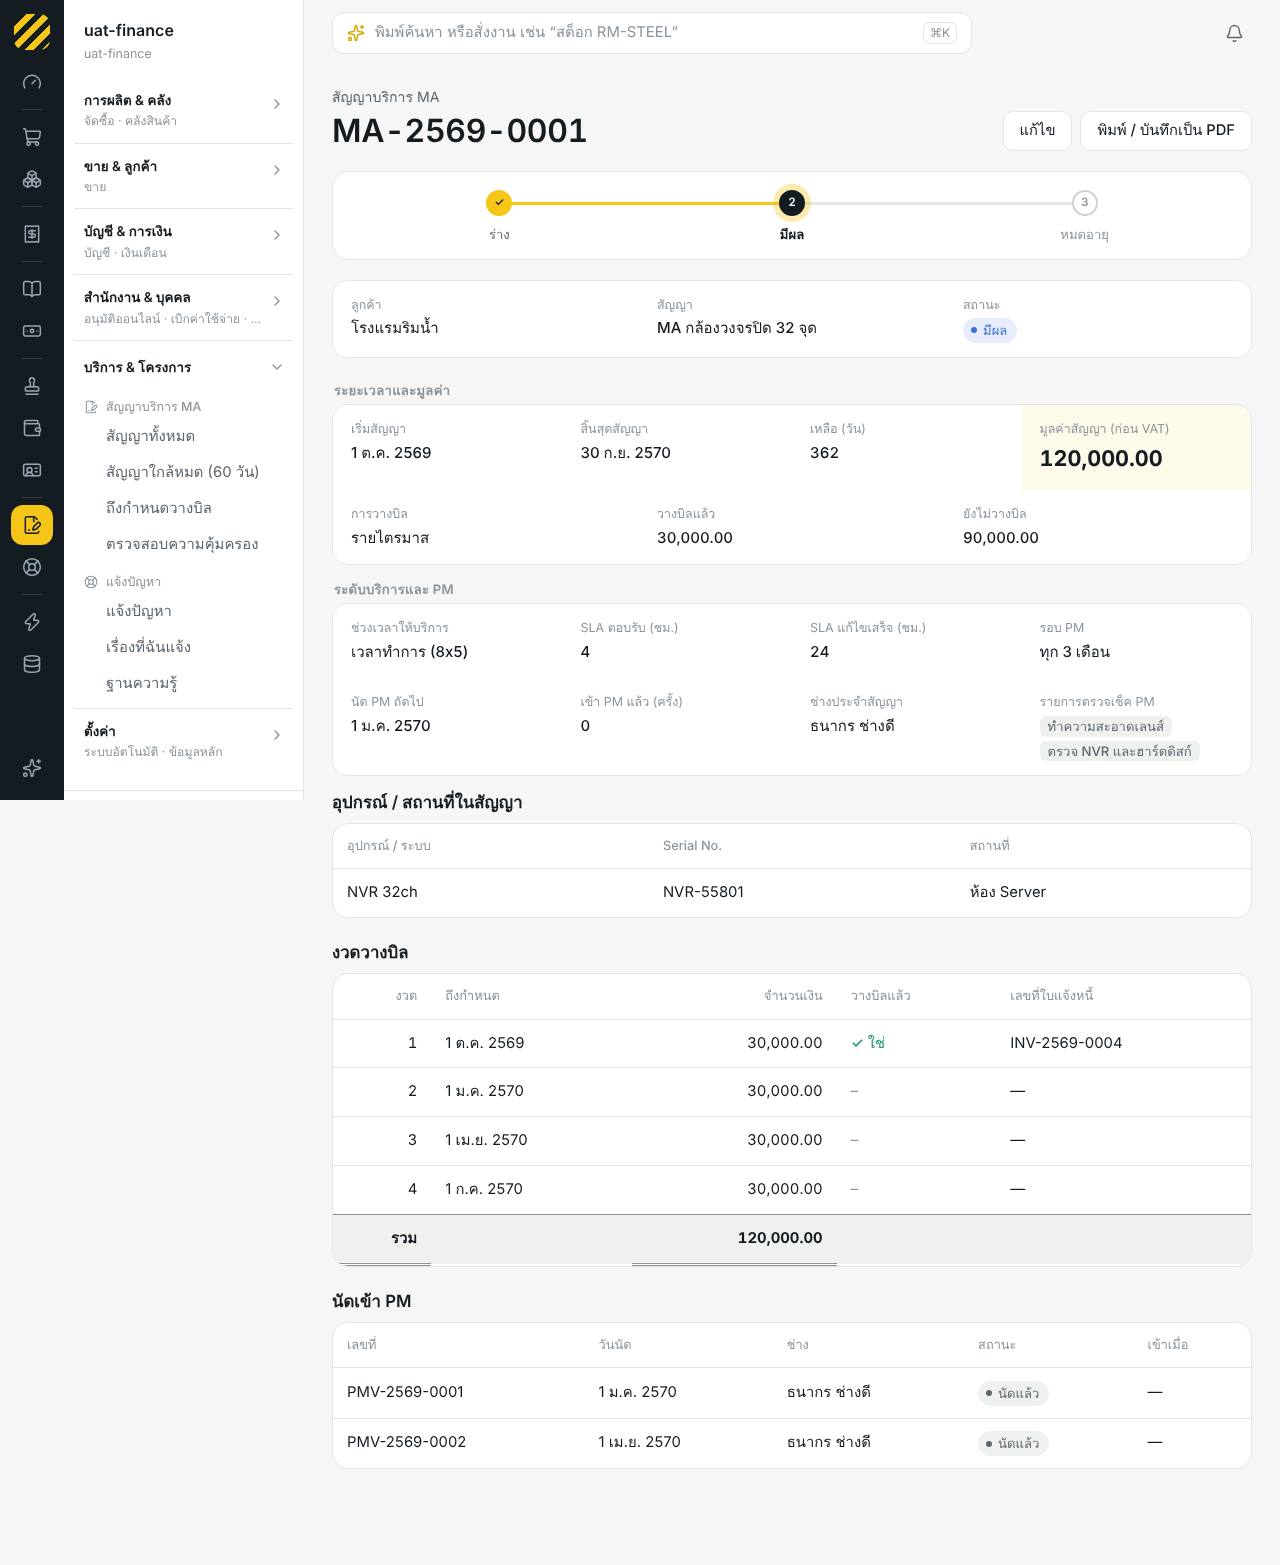 uat-finance
uat-finance
การผลิต & คลัง
จัดซื้อ · คลังสินค้า
ขาย & ลูกค้า
ขาย
บัญชี & การเงิน
บัญชี · เงินเดือน
สำนักงาน & บุคคล
อนุมัติออนไลน์ · เบิกค่าใช้จ่าย · ...
บริการ & โครงการ
สัญญาบริการ MA
สัญญาทั้งหมด
สัญญาใกล้หมด (60 วัน)
ถึงกำหนดวางบิล
ตรวจสอบความคุ้มครอง
แจ้งปัญหา
แจ้งปัญหา
เรื่องที่ฉันแจ้ง
ฐานความรู้
ตั้งค่า
ระบบอัตโนมัติ · ข้อมูลหลัก
พิมพ์ค้นหา หรือสั่งงาน เช่น “สต็อก RM-STEEL” ⌘K
สัญญาบริการ MA
MA-2569-0001
แก้ไข พิมพ์ / บันทึกเป็น PDF
2 3
ร่าง มีผล หมดอายุ
ลูกค้า สัญญา สถานะ
โรงแรมริมน้ำ MA กล้องวงจรปิด 32 จุด มีผล
ระยะเวลาและมูลค่า
เริ่มสัญญา สิ้นสุดสัญญา เหลือ (วัน) มูลค่าสัญญา (ก่อน VAT)
1 ต.ค. 2569 30 ก.ย. 2570 362 120,000.00
การวางบิล วางบิลแล้ว ยังไม่วางบิล
รายไตรมาส 30,000.00 90,000.00
ระดับบริการและ PM
ช่วงเวลาให้บริการ SLA ตอบรับ (ชม.) SLA แก้ไขเสร็จ (ชม.) รอบ PM
เวลาทำการ (8x5) 4 24 ทุก 3 เดือน
นัด PM ถัดไป เข้า PM แล้ว (ครั้ง) ช่างประจำสัญญา รายการตรวจเช็ค PM
1 ม.ค. 2570 0 ธนากร ช่างดี ทำความสะอาดเลนส์
ตรวจ NVR และฮาร์ดดิสก์
อุปกรณ์ / สถานที่ในสัญญา
อุปกรณ์ / ระบบ Serial No. สถานที่
NVR 32ch NVR-55801 ห้อง Server
งวดวางบิล
งวด ถึงกำหนด จำนวนเงิน วางบิลแล้ว เลขที่ใบแจ้งหนี้
1 1 ต.ค. 2569 30,000.00 ✓ ใช่ INV-2569-0004
2 1 ม.ค. 2570 30,000.00 – —
3 1 เม.ย. 2570 30,000.00 – —
4 1 ก.ค. 2570 30,000.00 – —
รวม 120,000.00
นัดเข้า PM
เลขที่ วันนัด ช่าง สถานะ เข้าเมื่อ
PMV-2569-0001 1 ม.ค. 2570 ธนากร ช่างดี นัดแล้ว —
PMV-2569-0002 1 เม.ย. 2570 ธนากร ช่างดี นัดแล้ว —